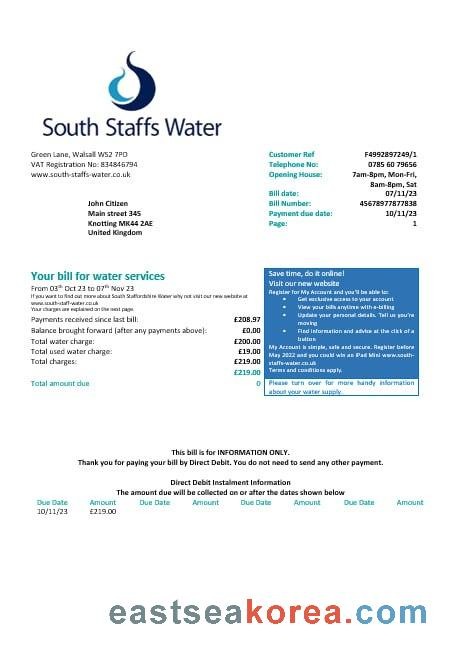 South Staffs Water
Green Lane, Walsall WS2 7PD
VAT Registration No: 834846794
www.south-staffs-water.co.uk
Customer Ref F4992897249/1
Telephone No: 0785 60 79656
Opening House: 7am-8pm, Mon-Fri,
8am-8pm, Sat
Bill date: 07/11/23
Bill Number: 45678977877838
Payment due date: 10/11/23
Page: 1
John Citizen
Main street 345
Knotting MK44 2AE
United Kingdom
Your bill for water services
From 03th Oct 23 to 07th Nov 23
If you want to find out more about South Staffordshire Water why not visit our new website at
www.south-staff-water.co.uk
Your charges are explained on the next page.
Payments received since last bill: £208.97
Balance brought forward (after any payments above): £0.00
Total water charge: £200.00
Total used water charge: £19.00
Total charges: £219.00
£219.00
Total amount due 0
Save time, do it online!
Visit our new website
Register for My Account and you'll be able to:
• Get exclusive access to your account
• View your bills anytime with e-billing
• Update your personal details. Tell us you're
moving
• Find information and advice at the click of a
button
My Account is simple, safe and secure. Register before
May 2022 and you could win an iPad Mini www.south-
staffs-water.co.uk
Terms and conditions apply.
Please turn over for more handy information
about your water supply.
This bill is for INFORMATION ONLY.
Thank you for paying your bill by Direct Debit. You do not need to send any other payment.
Direct Debit Instalment Information
The amount due will be collected on or after the dates shown below
Due Date Amount Due Date Amount Due Date Amount Due Date Amount
10/11/23 £219.00
eastseakorea.com